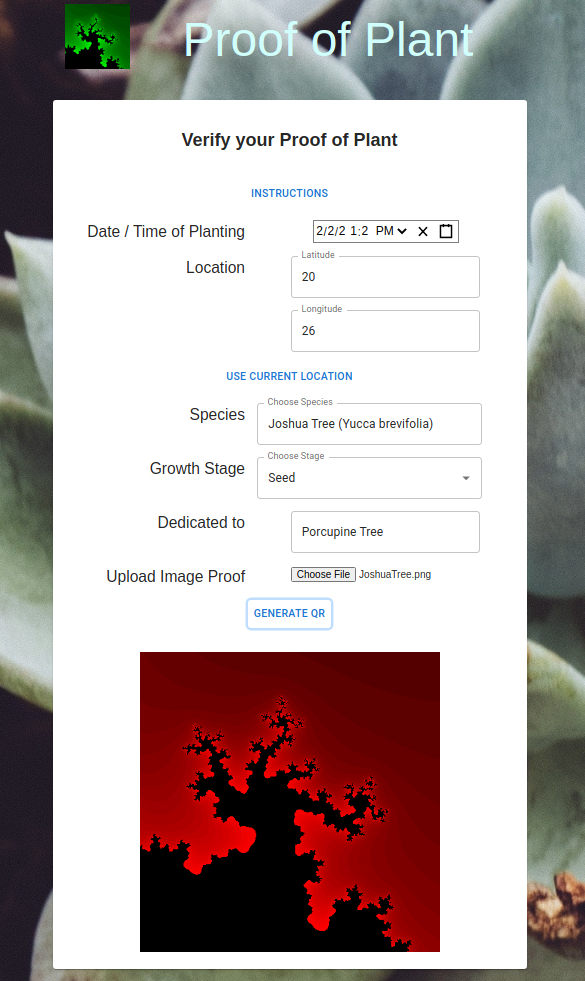 Proof of Plant
Verify your Proof of Plant
INSTRUCTIONS
Date / Time of Planting
2/2/2 1:2 PM
Location
Latitude
20
Longitude
26
USE CURRENT LOCATION
Species
Choose Species
Joshua Tree (Yucca brevifolia)
Growth Stage
Choose Stage
Seed
Dedicated to
Porcupine Tree
Upload Image Proof
Choose File JoshuaTree.png
GENERATE QR